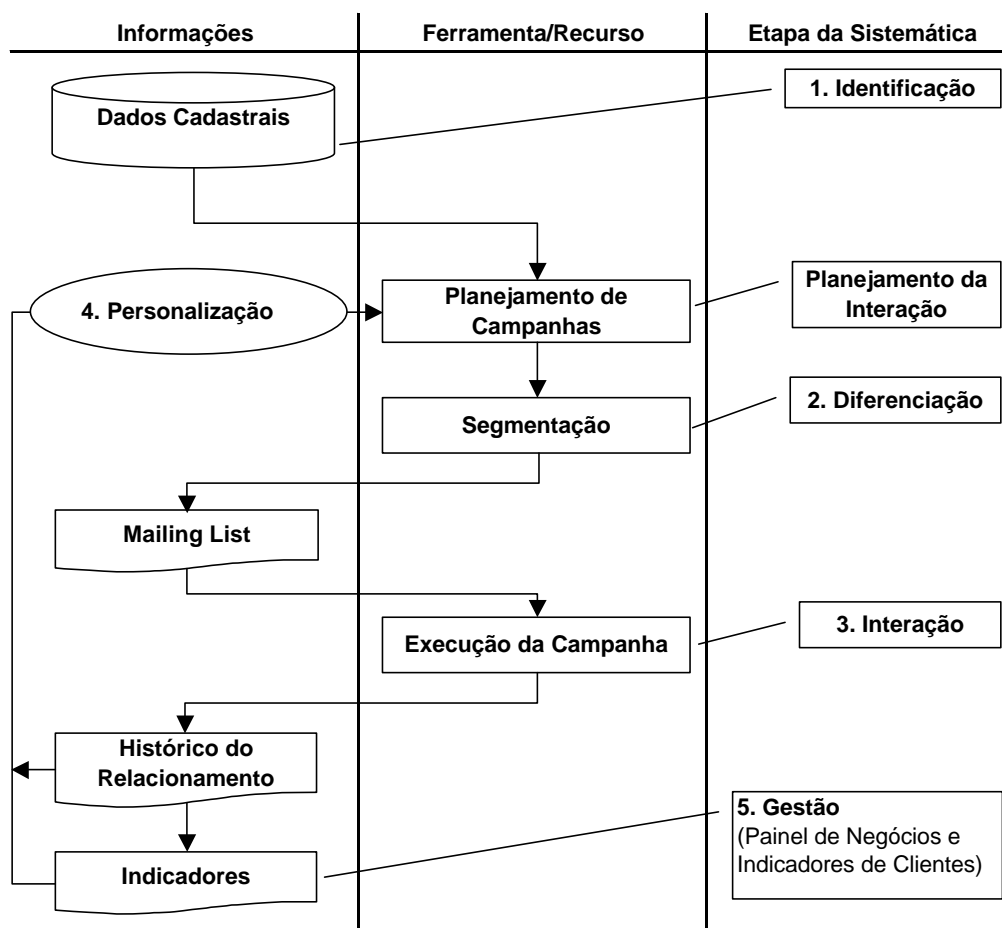 Informações
Ferramenta/Recurso
Etapa da Sistemática
Dados Cadastrais
1. Identificação
4. Personalização
Planejamento de
Campanhas
Planejamento da
Interação
Segmentação
2. Diferenciação
Mailing List
Execução da Campanha
3. Interação
Histórico do
Relacionamento
Indicadores
5. Gestão
(Painel de Negócios e
Indicadores de Clientes)